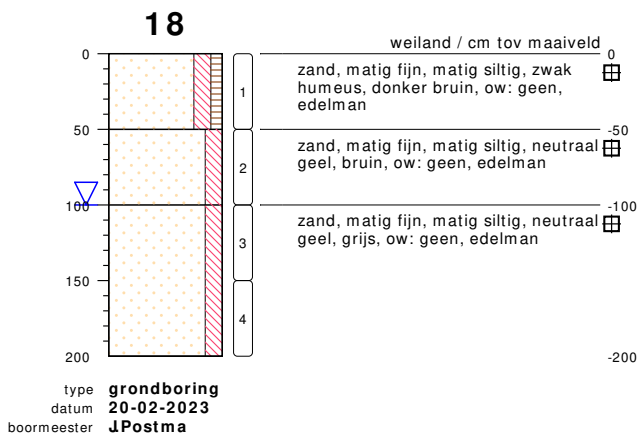 18
weiland / cm tov maaiveld
0
0
zand, matig fijn, matig siltig, zwak
humeus, donker bruin, ow: geen,
edelman
1
50
-50
zand, matig fijn, matig siltig, neutraal
geel, bruin, ow: geen, edelman
2
100
-100
zand, matig fijn, matig siltig, neutraal
geel, grijs, ow: geen, edelman
3
150
4
200
-200
type grondboring
datum 20-02-2023
boormeester J.Postma